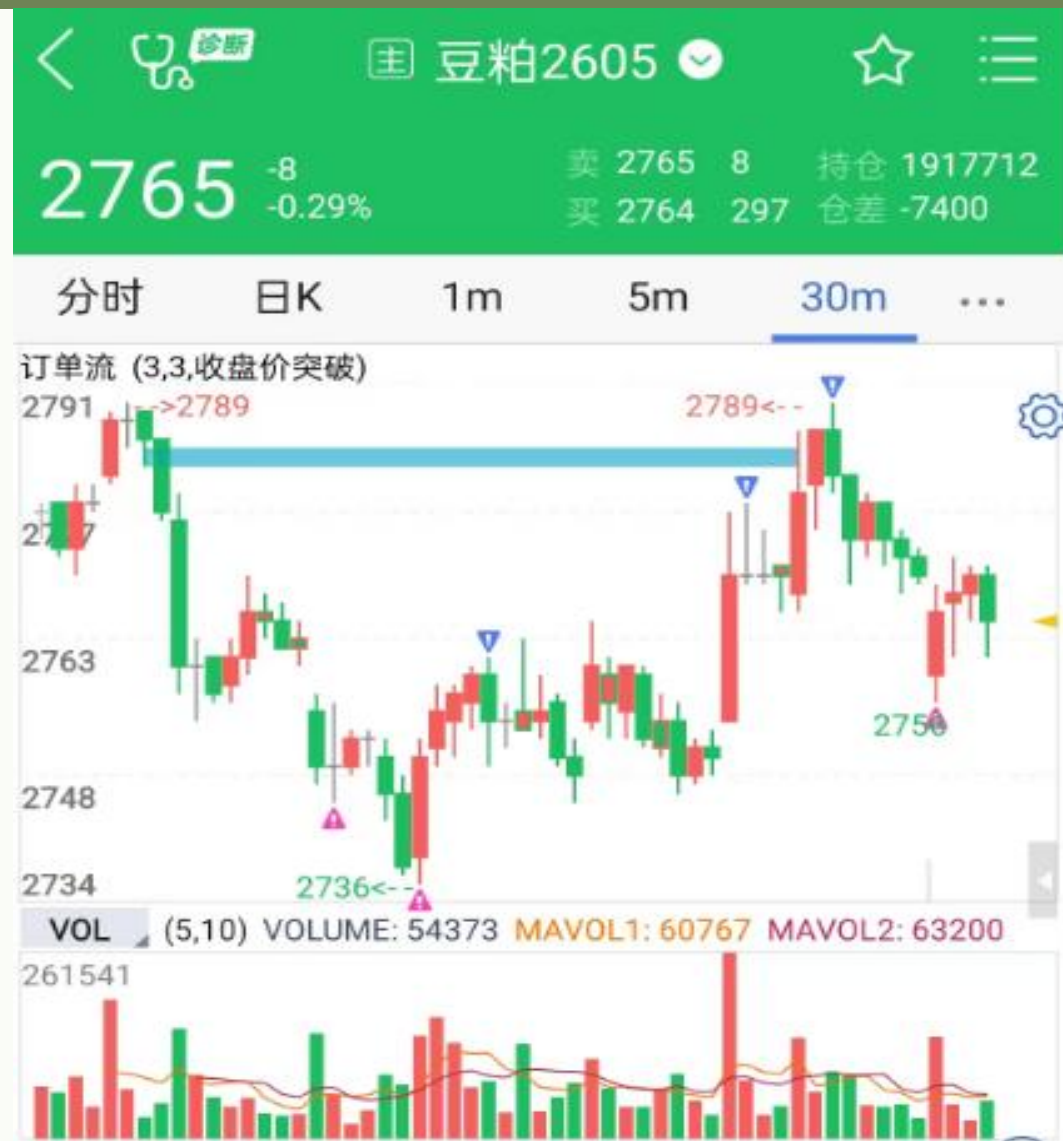 诊断 主 豆粕2605
2765 -8 卖 2765 8 持仓 1917712
-0.29% 买 2764 297 仓差 -7400
分时 日K 1m 5m 30m ...
订单流 (3,3,收盘价突破)
2791 -->2789 2789<--
2763
2748
2734 2736<--
VOL (5,10) VOLUME: 54373 MAVOL1: 60767 MAVOL2: 63200
261541